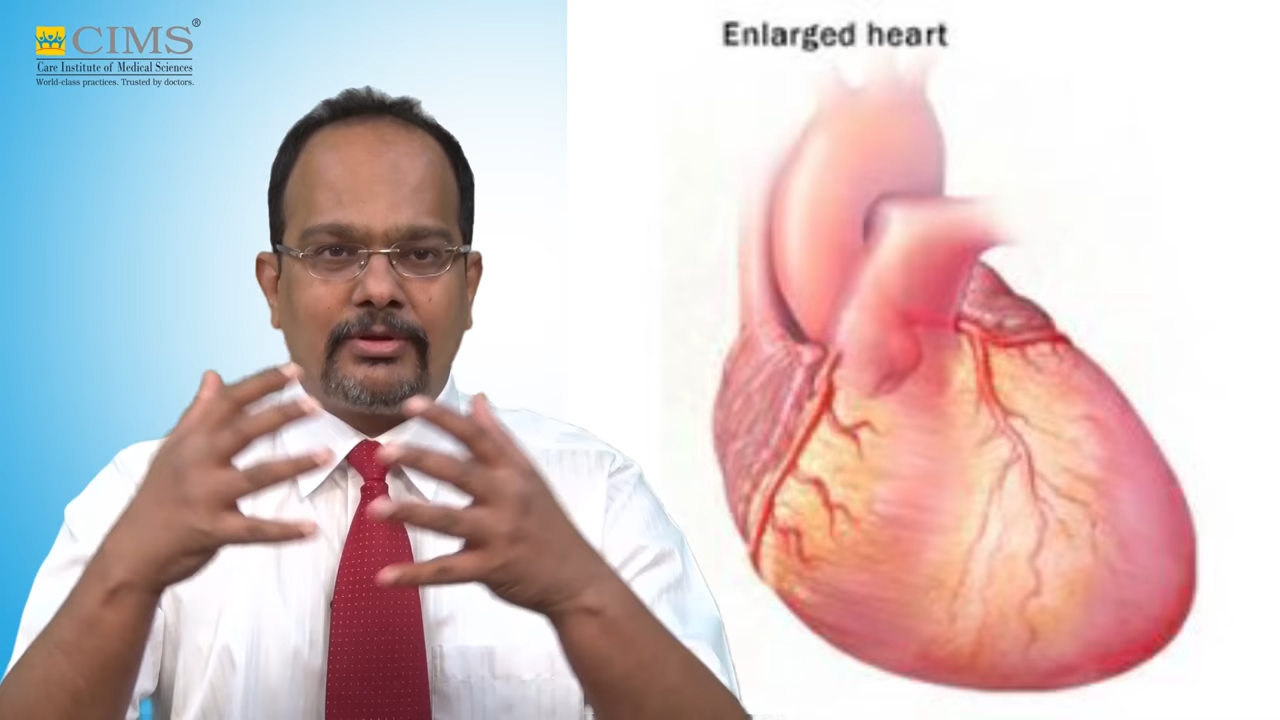 CIMS®
Care Institute of Medical Sciences
World-class practices. Trusted by doctors.
Enlarged heart